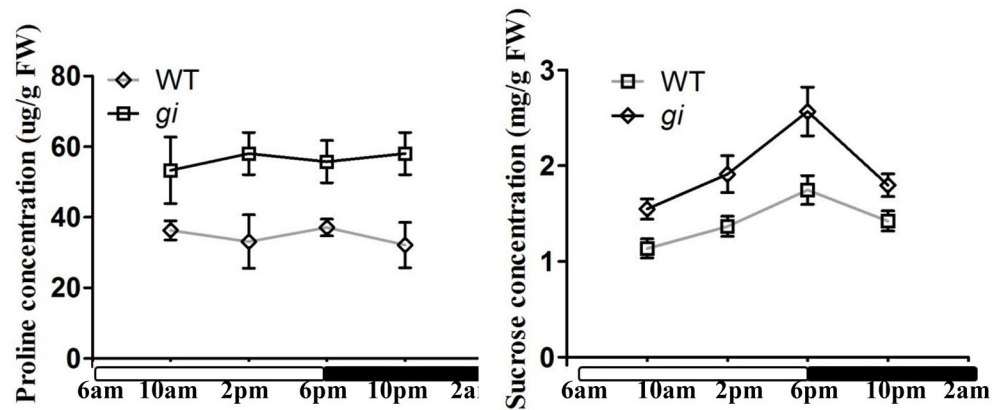 Proline concentration (ug/g FW)
80
60
40
20
0
WT
gi
6am 10am 2pm 6pm 10pm 2a
Sucrose concentration (mg/g FW)
3
2
1
0
WT
gi
6am 10am 2pm 6pm 10pm 2am